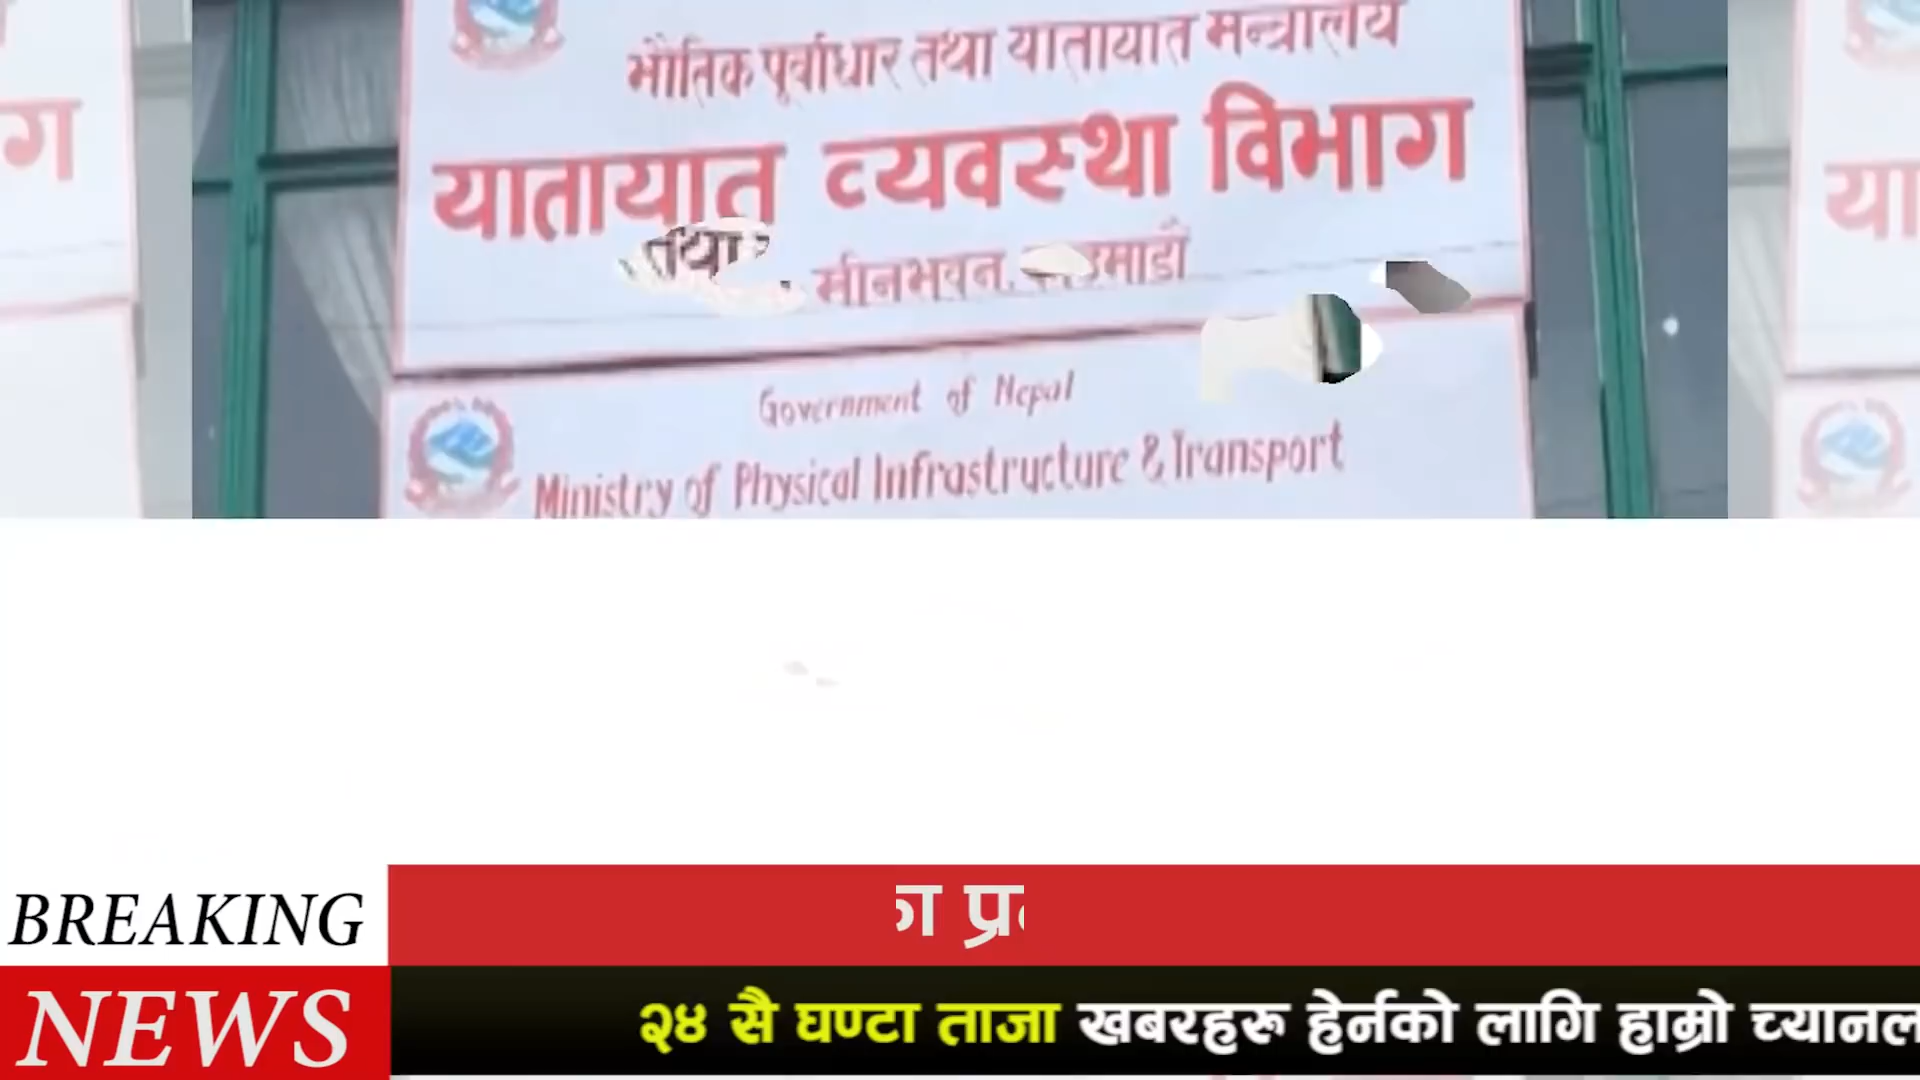 भौतिक पूर्वाधार तथा यातायात मन्त्रालय
यातायात व्यवस्था विभाग
तथा
मीनभवन,
Government of Nepal
Ministry of Physical Infrastructure & Transport
ग
या
BREAKING
NEWS
२४ सै घण्टा ताजा खबरहरू हेर्नको लागि हाम्रो च्यानल